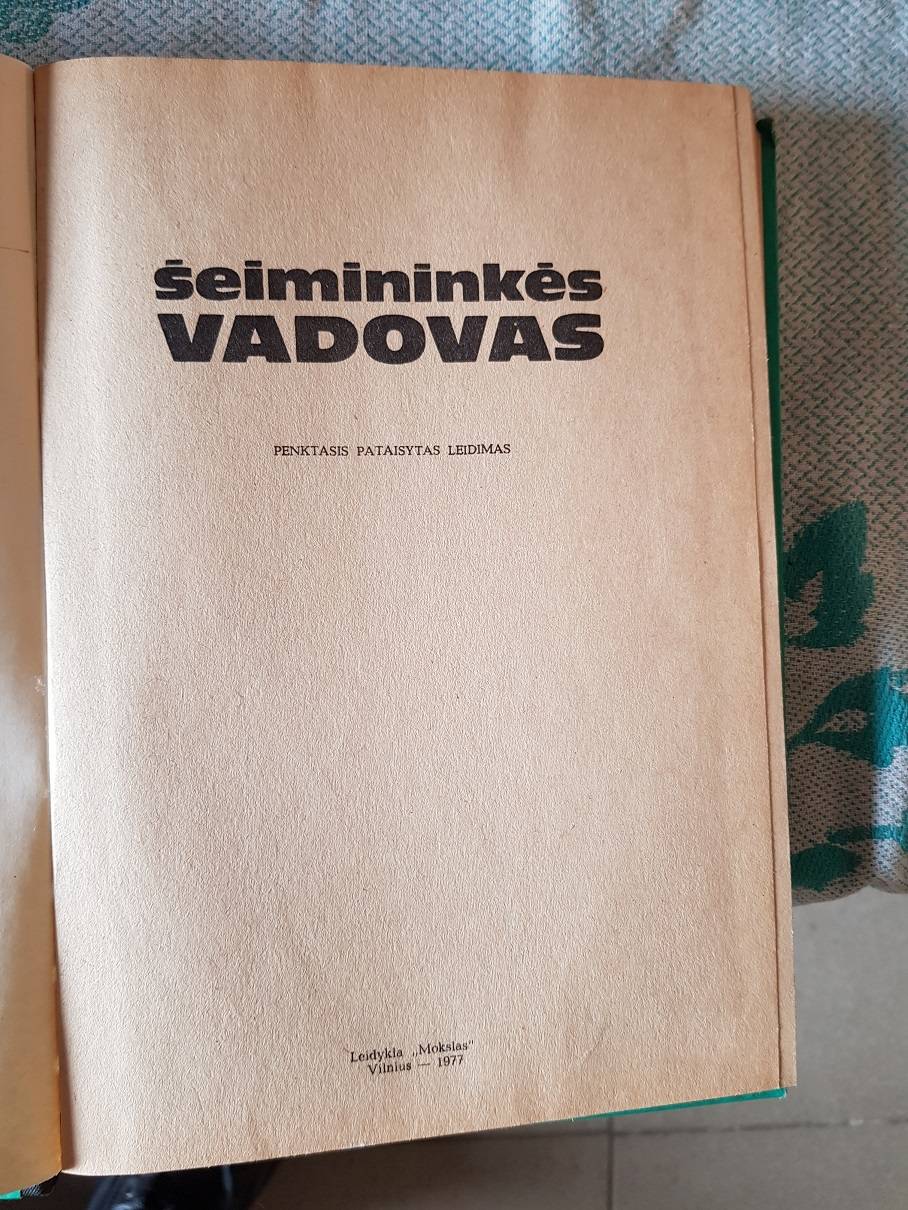 šeimininkės
VADOVAS
PENKTASIS PATAISYTAS LEIDIMAS
Leidykla „Mokslas"
Vilnius — 1977